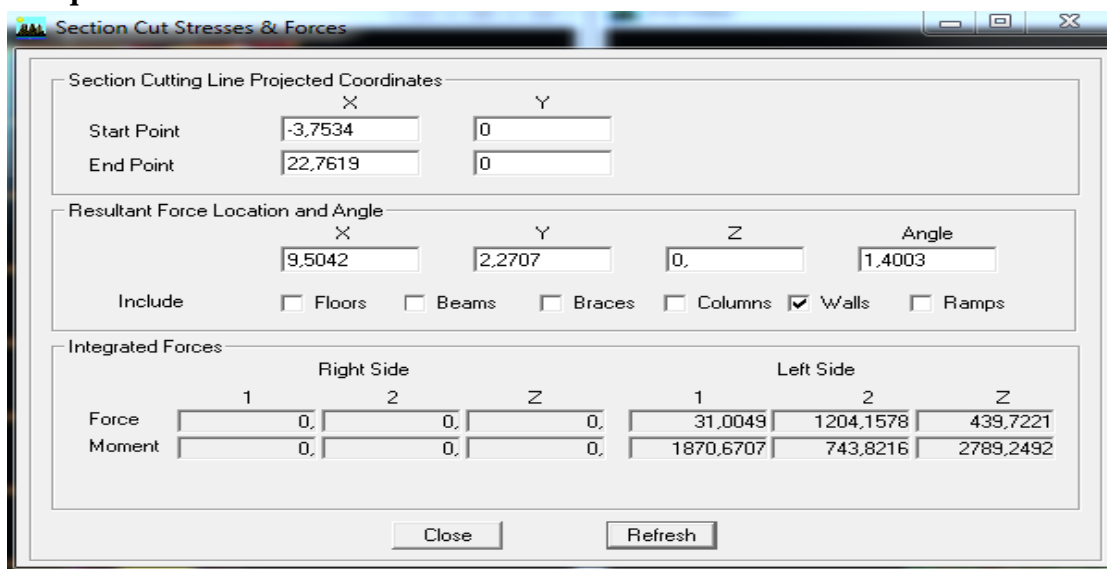 Section Cut Stresses & Forces
Section Cutting Line Projected Coordinates
X Y
Start Point -3,7534 0
End Point 22,7619 0
Resultant Force Location and Angle
X Y Z Angle
9,5042 2,2707 0, 1,4003
Include Floors Beams Braces Columns Walls Ramps
Integrated Forces
Right Side Left Side
1 2 Z 1 2 Z
Force 0, 0, 0, 31,0049 1204,1578 439,7221
Moment 0, 0, 0, 1870,6707 743,8216 2789,2492
Close Refresh